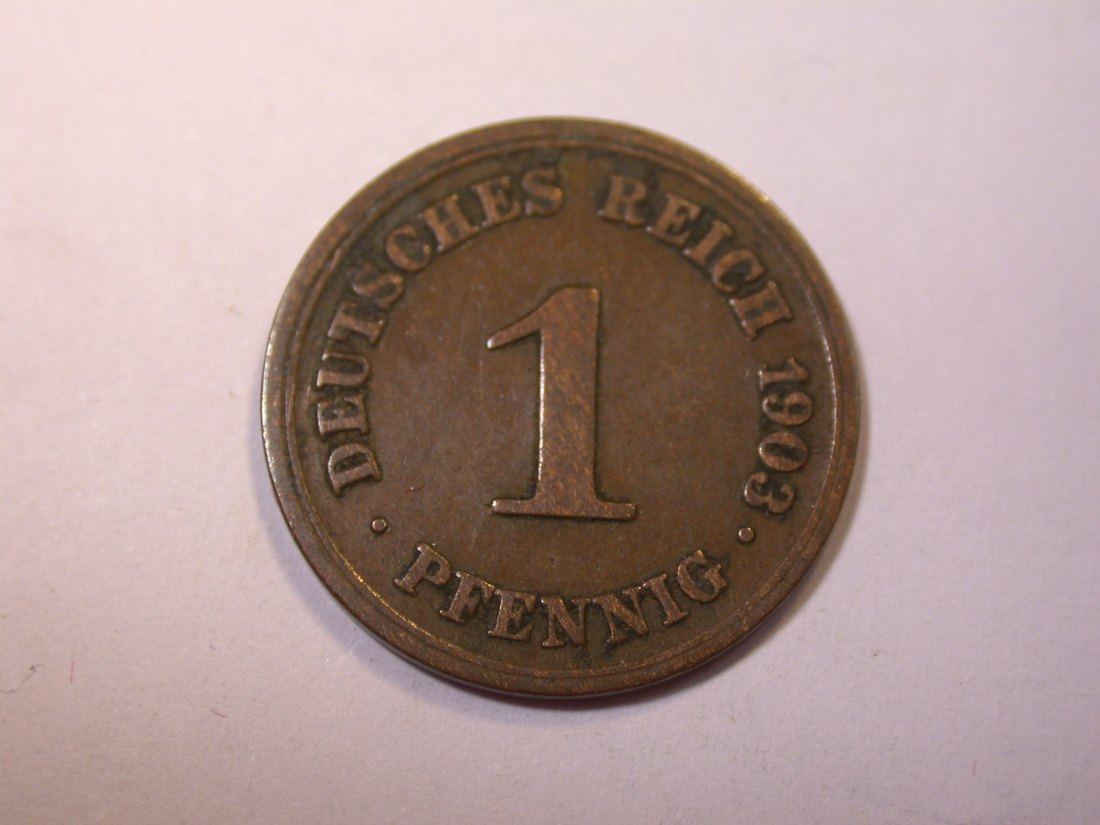 DEUTSCHES REICH 1903
1
· PFENNIG ·